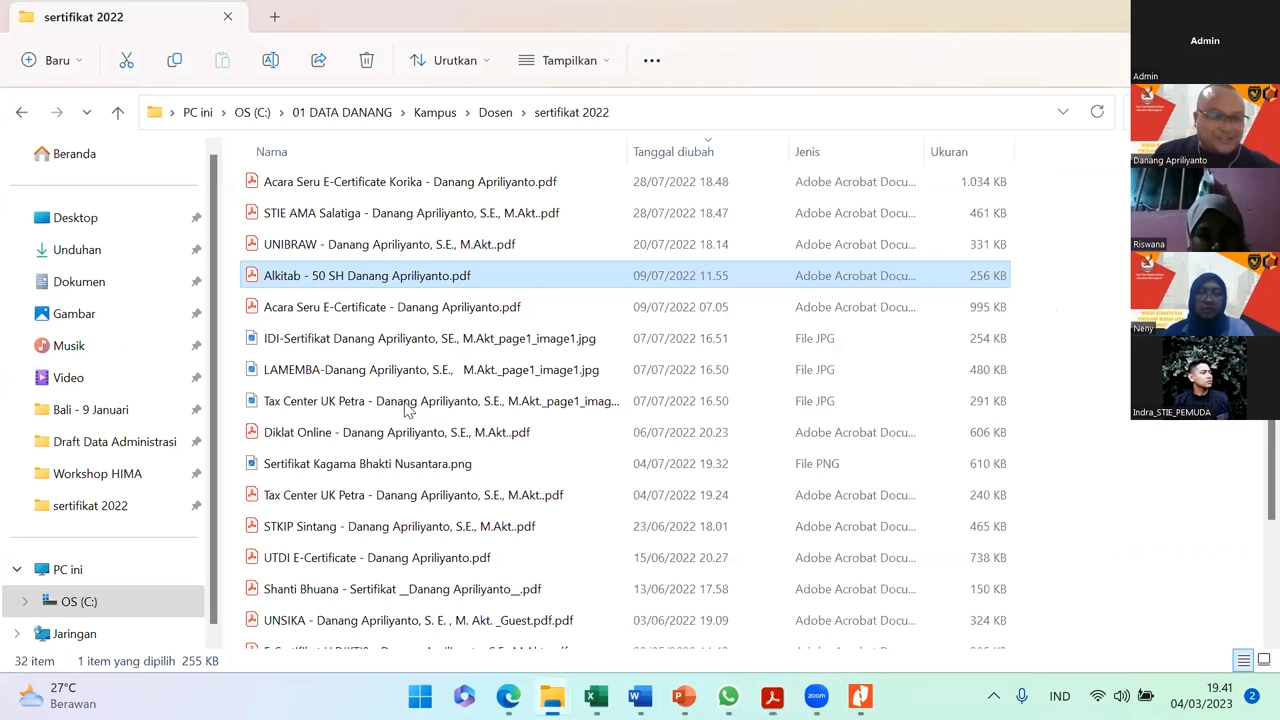 sertifikat 2022
Baru
Urutkan
Tampilkan
PC ini
OS (C:)
01 DATA DANANG
Kampus
Dosen
sertifikat 2022
Beranda
Desktop
Unduhan
Dokumen
Gambar
Musik
Video
Bali - 9 Januari
Draft Data Administrasi
Workshop HIMA
sertifikat 2022
PC ini
OS (C:)
Jaringan
Nama Tanggal diubah Jenis Ukuran
Acara Seru E-Certificate Korika - Danang Apriliyanto.pdf 28/07/2022 18.48 Adobe Acrobat Docu... 1.034 KB
STIE AMA Salatiga - Danang Apriliyanto, S.E., M.Akt..pdf 28/07/2022 18.47 Adobe Acrobat Docu... 461 KB
UNIBRAW - Danang Apriliyanto, S.E., M.Akt..pdf 20/07/2022 18.14 Adobe Acrobat Docu... 331 KB
Alkitab - 50 SH Danang Apriliyanto.pdf 09/07/2022 11.55 Adobe Acrobat Docu... 256 KB
Acara Seru E-Certificate - Danang Apriliyanto.pdf 09/07/2022 07.05 Adobe Acrobat Docu... 995 KB
IDI-Sertifikat Danang Apriliyanto, SE., M.Akt_page1_image1.jpg 07/07/2022 16.51 File JPG 254 KB
LAMEMBA-Danang Apriliyanto, S.E., M.Akt._page1_image1.jpg 07/07/2022 16.50 File JPG 480 KB
Tax Center UK Petra - Danang Apriliyanto, S.E., M.Akt._page1_imag... 07/07/2022 16.50 File JPG 291 KB
Diklat Online - Danang Apriliyanto, S.E., M.Akt..pdf 06/07/2022 20.23 Adobe Acrobat Docu... 606 KB
Sertifikat Kagama Bhakti Nusantara.png 04/07/2022 19.32 File PNG 610 KB
Tax Center UK Petra - Danang Apriliyanto, S.E., M.Akt..pdf 04/07/2022 19.24 Adobe Acrobat Docu... 240 KB
STKIP Sintang - Danang Apriliyanto, S.E., M.Akt..pdf 23/06/2022 18.01 Adobe Acrobat Docu... 465 KB
UTDI E-Certificate - Danang Apriliyanto.pdf 15/06/2022 20.27 Adobe Acrobat Docu... 738 KB
Shanti Bhuana - Sertifikat __Danang Apriliyanto__.pdf 13/06/2022 17.58 Adobe Acrobat Docu... 150 KB
UNSIKA - Danang Apriliyanto, S. E. , M. Akt. _Guest.pdf.pdf 03/06/2022 19.09 Adobe Acrobat Docu... 324 KB
32 item 1 item yang dipilih 255 KB
Admin
Admin
Danang Apriliyanto
Riswana
Neny
Indra_STIE_PEMUDA
27°C
Berawan
zoom
IND
19.41
04/03/2023
2